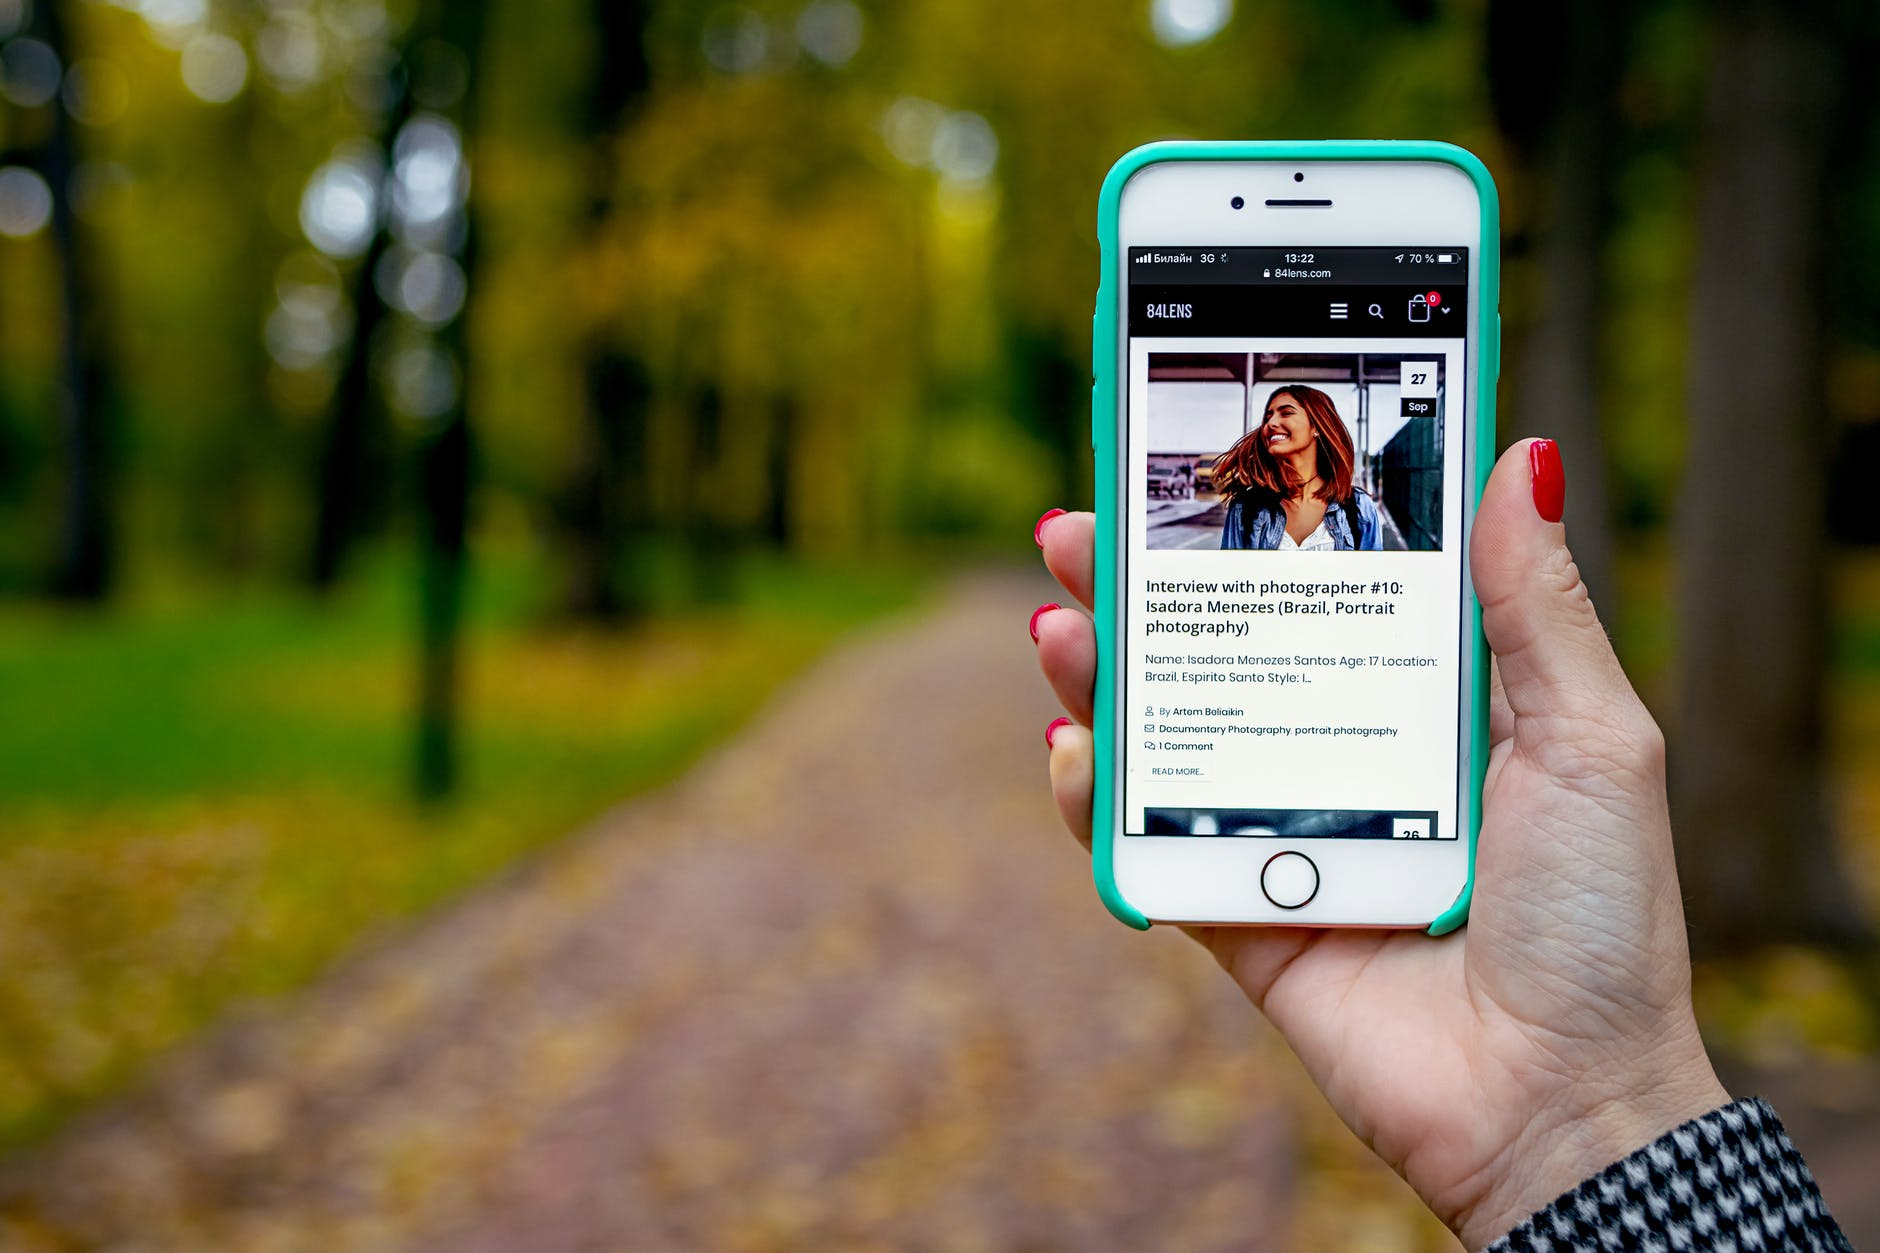 Билайн 3G 13:22 70 %
84lens.com
84LENS 0
27
Sep
Interview with photographer #10:
Isadora Menezes (Brazil, Portrait
photography)
Name: Isadora Menezes Santos Age: 17 Location:
Brazil, Espirito Santo Style: I...
By Artem Beliaikin
Documentary Photography, portrait photography
1 Comment
READ MORE...
26